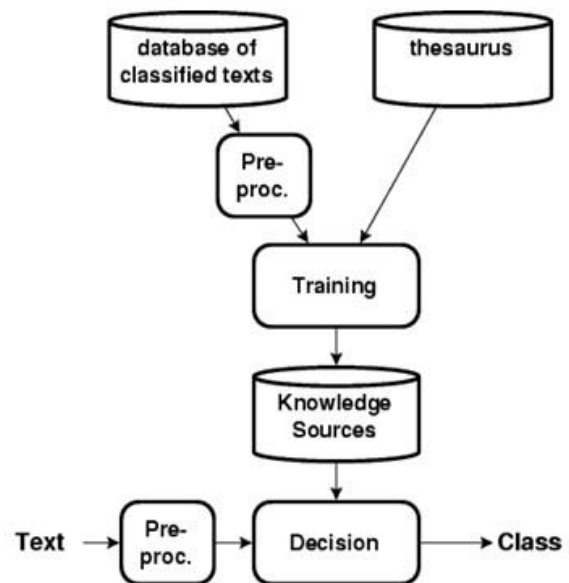 database of
classified texts
thesaurus
Pre-
proc.
Training
Knowledge
Sources
Text
Pre-
proc.
Decision
Class